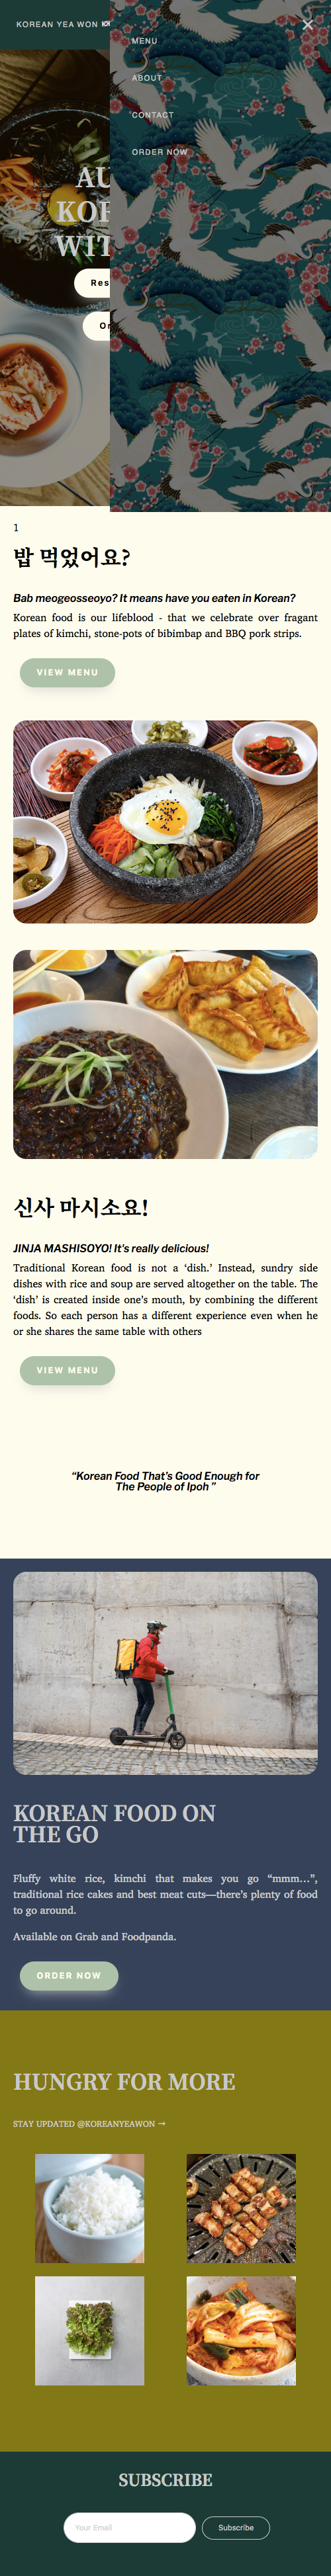 KOREAN YEA WON 🍽
MENU
ABOUT
CONTACT
ORDER NOW
AU
KOR
WIT
Res
Or
1
밥 먹었어요?
Bab meogeosseoyo? It means have you eaten in Korean?
Korean food is our lifeblood - that we celebrate over fragant
plates of kimchi, stone-pots of bibimbap and BBQ pork strips.
VIEW MENU
신사 마시소요!
JINJA MASHISOYO! It's really delicious!
Traditional Korean food is not a ‘dish.’ Instead, sundry side
dishes with rice and soup are served altogether on the table. The
‘dish’ is created inside one’s mouth, by combining the different
foods. So each person has a different experience even when he
or she shares the same table with others
VIEW MENU
“Korean Food That’s Good Enough for
The People of Ipoh ”
KOREAN FOOD ON
THE GO
Fluffy white rice, kimchi that makes you go “mmm…”,
traditional rice cakes and best meat cuts—there’s plenty of food
to go around.
Available on Grab and Foodpanda.
ORDER NOW
HUNGRY FOR MORE
STAY UPDATED @KOREANYEAWON →
SUBSCRIBE
Your Email
Subscribe